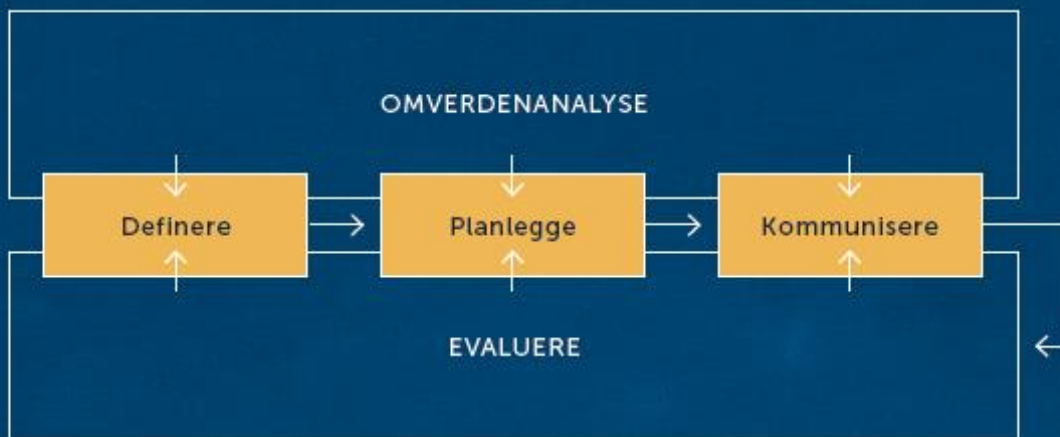 OMVERDENANALYSE
Definere
Planlegge
Kommunisere
EVALUERE